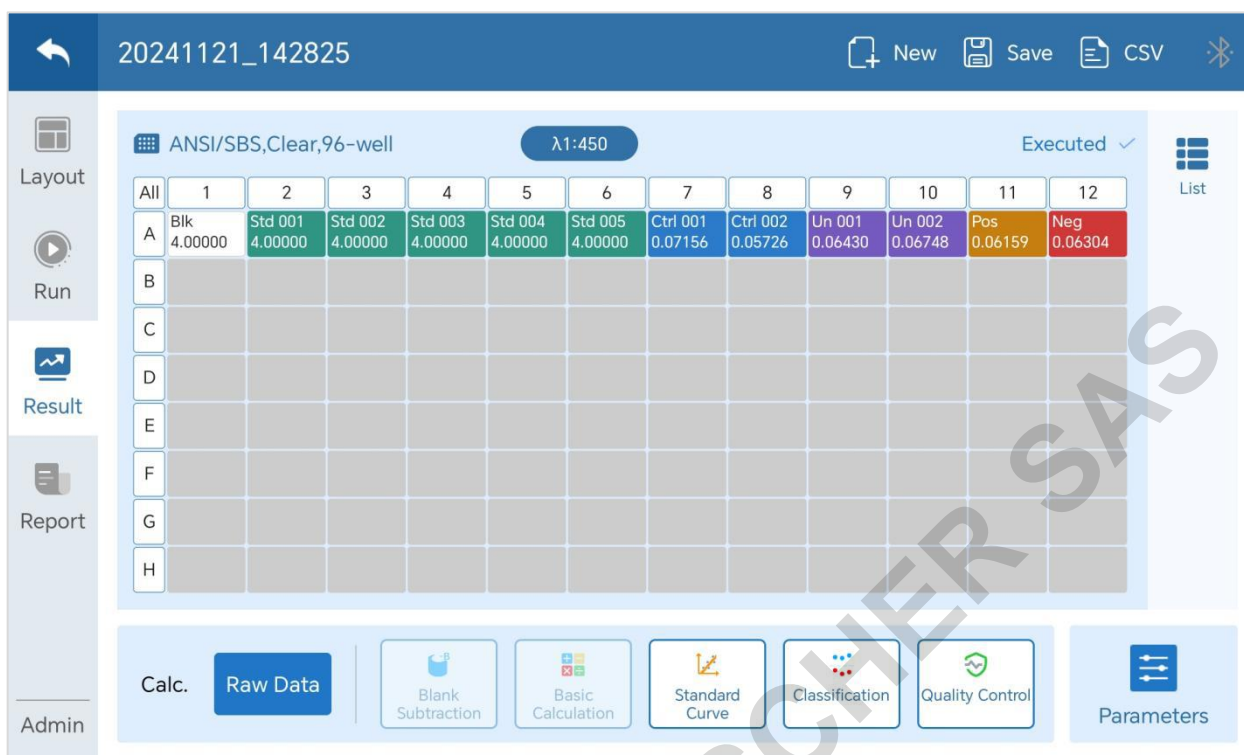 20241121_142825
New
Save
CSV
Layout
Run
Result
Report
Admin
ANSI/SBS,Clear,96-well
λ1:450
Executed
List
All 1 2 3 4 5 6 7 8 9 10 11 12
A
Blk Std 001 Std 002 Std 003 Std 004 Std 005 Ctrl 001 Ctrl 002 Un 001 Un 002 Pos Neg
4.00000 4.00000 4.00000 4.00000 4.00000 4.00000 0.07156 0.05726 0.06430 0.06748 0.06159 0.06304
B
C
D
E
F
G
H
Calc.
Raw Data
Blank
Subtraction
Basic
Calculation
Standard
Curve
Classification
Quality Control
Parameters
SCHER SAS